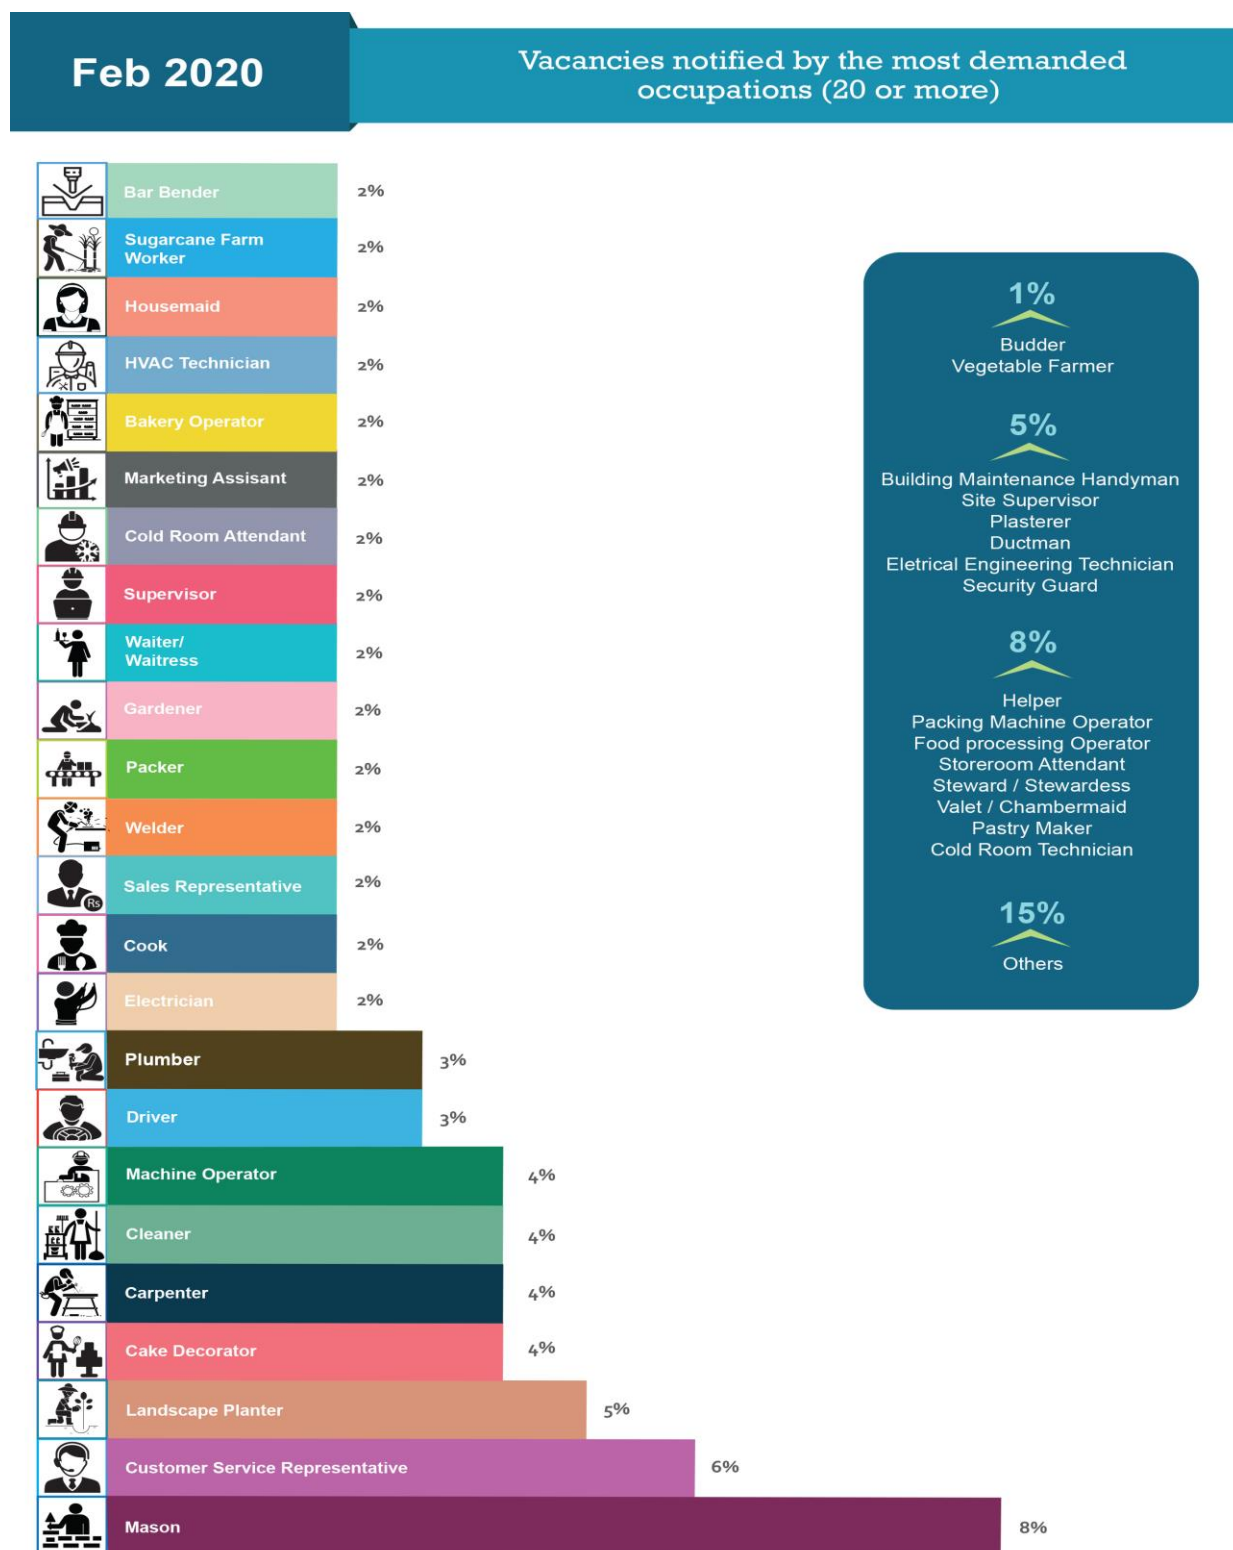 Feb 2020
Vacancies notified by the most demanded
occupations (20 or more)
Bar Bender 2%
Sugarcane Farm
Worker 2%
Housemaid 2%
HVAC Technician 2%
Bakery Operator 2%
Marketing Assisant 2%
Cold Room Attendant 2%
Supervisor 2%
Waiter/
Waitress 2%
Gardener 2%
Packer 2%
Welder 2%
Rs
Sales Representative 2%
Cook 2%
Electrician 2%
Plumber 3%
Driver 3%
Machine Operator 4%
Cleaner 4%
Carpenter 4%
Cake Decorator 4%
Landscape Planter 5%
Customer Service Representative 6%
Mason 8%
1%
Budder
Vegetable Farmer
5%
Building Maintenance Handyman
Site Supervisor
Plasterer
Ductman
Eletrical Engineering Technician
Security Guard
8%
Helper
Packing Machine Operator
Food processing Operator
Storeroom Attendant
Steward / Stewardess
Valet / Chambermaid
Pastry Maker
Cold Room Technician
15%
Others